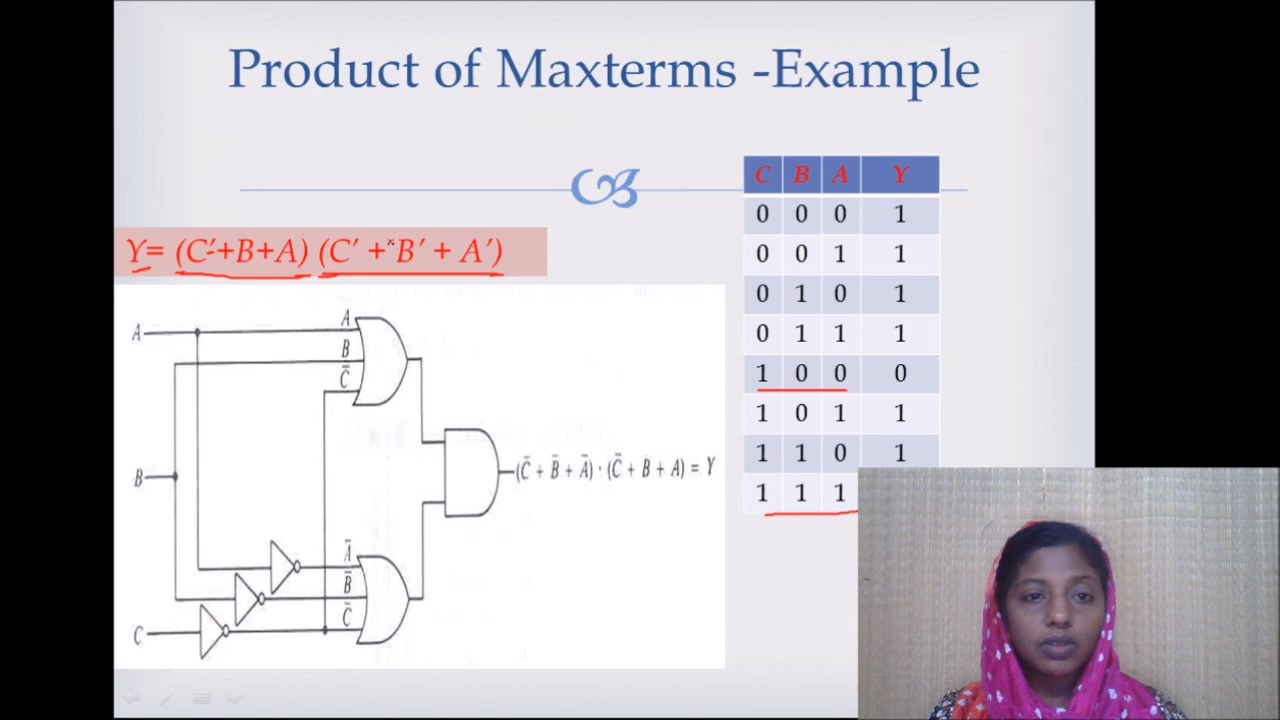 Product of Maxterms -Example
Y= (C'+B+A) (C' + B' + A')
C B A Y
0 0 0 1
0 0 1 1
0 1 0 1
0 1 1 1
1 0 0 0
1 0 1 1
1 1 0 1
1 1 1
A
A
B
C̅
B
(C̅ + B̅ + A̅) · (C̅ + B + A) = Y
A̅
B̅
C̅
C